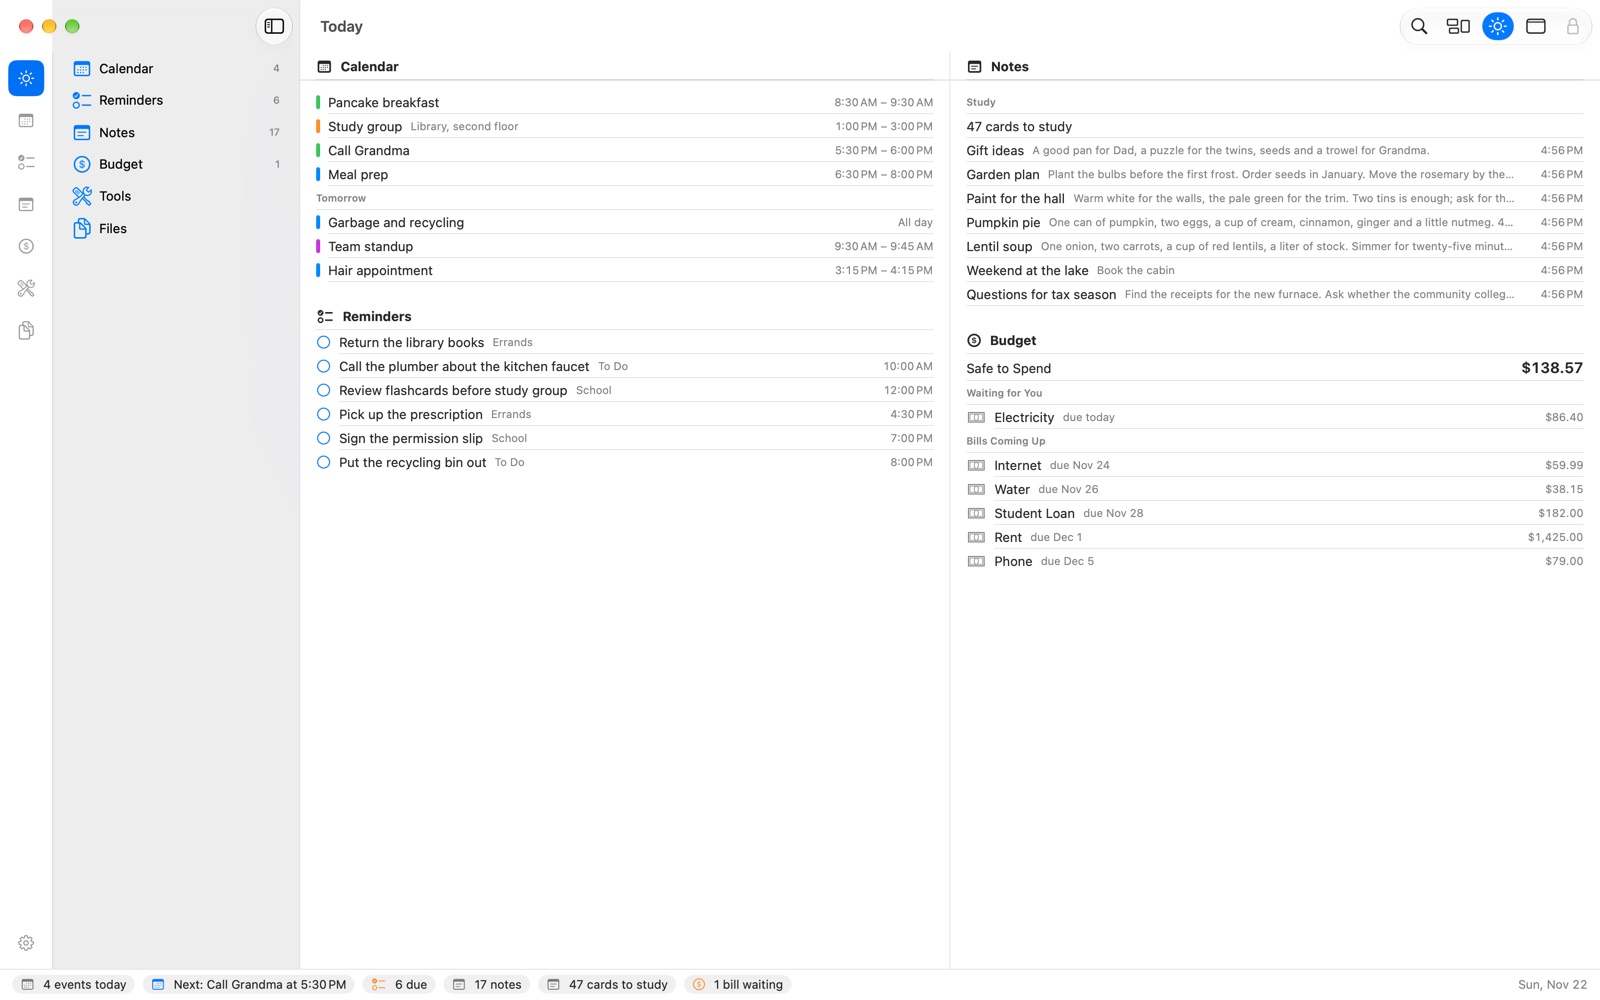 Today
Calendar 4
Reminders 6
Notes 17
Budget 1
Tools
Files
Calendar
Pancake breakfast 8:30 AM – 9:30 AM
Study group Library, second floor 1:00 PM – 3:00 PM
Call Grandma 5:30 PM – 6:00 PM
Meal prep 6:30 PM – 8:00 PM
Tomorrow
Garbage and recycling All day
Team standup 9:30 AM – 9:45 AM
Hair appointment 3:15 PM – 4:15 PM
Reminders
Return the library books Errands
Call the plumber about the kitchen faucet To Do 10:00 AM
Review flashcards before study group School 12:00 PM
Pick up the prescription Errands 4:30 PM
Sign the permission slip School 7:00 PM
Put the recycling bin out To Do 8:00 PM
Notes
Study
47 cards to study
Gift ideas A good pan for Dad, a puzzle for the twins, seeds and a trowel for Grandma. 4:56 PM
Garden plan Plant the bulbs before the first frost. Order seeds in January. Move the rosemary by the... 4:56 PM
Paint for the hall Warm white for the walls, the pale green for the trim. Two tins is enough; ask for th... 4:56 PM
Pumpkin pie One can of pumpkin, two eggs, a cup of cream, cinnamon, ginger and a little nutmeg. 4... 4:56 PM
Lentil soup One onion, two carrots, a cup of red lentils, a liter of stock. Simmer for twenty-five minut... 4:56 PM
Weekend at the lake Book the cabin 4:56 PM
Questions for tax season Find the receipts for the new furnace. Ask whether the community colleg... 4:56 PM
Budget
Safe to Spend $138.57
Waiting for You
Electricity due today $86.40
Bills Coming Up
Internet due Nov 24 $59.99
Water due Nov 26 $38.15
Student Loan due Nov 28 $182.00
Rent due Dec 1 $1,425.00
Phone due Dec 5 $79.00
4 events today Next: Call Grandma at 5:30 PM 6 due 17 notes 47 cards to study 1 bill waiting Sun, Nov 22